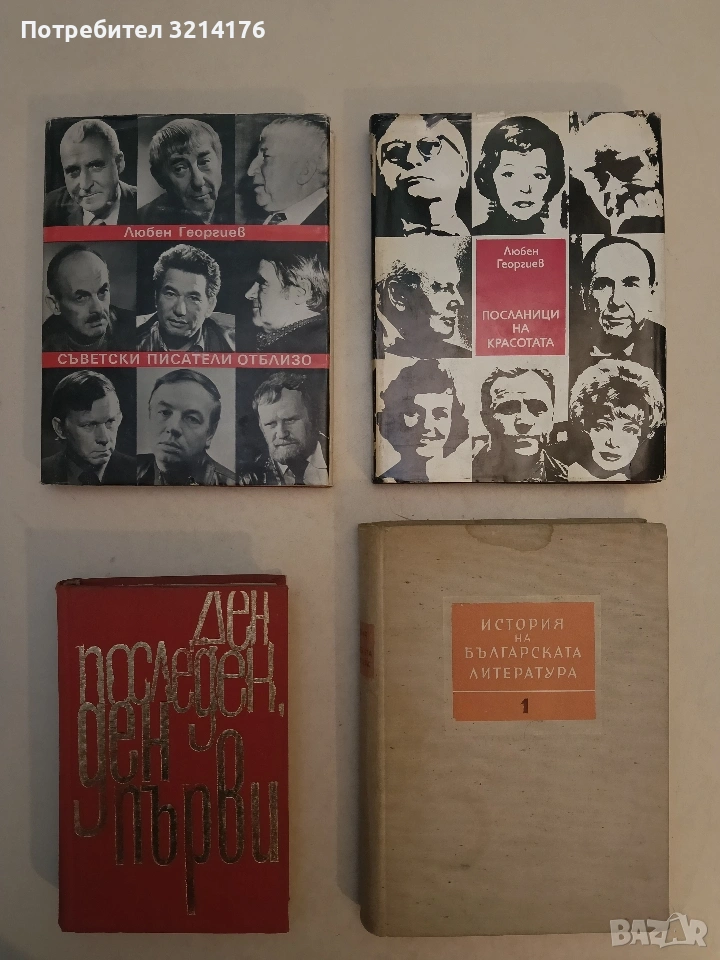 Потребител 3214176
Любен Георгиев
СЪВЕТСКИ ПИСАТЕЛИ ОТБЛИЗО
Любен
Георгиев
ПОСЛАНИЦИ
НА
КРАСОТАТА
ден
последен,
ден
първи
ИСТОРИЯ
НА
БЪЛГАРСКАТА
ЛИТЕРАТУРА
1
BAZAR